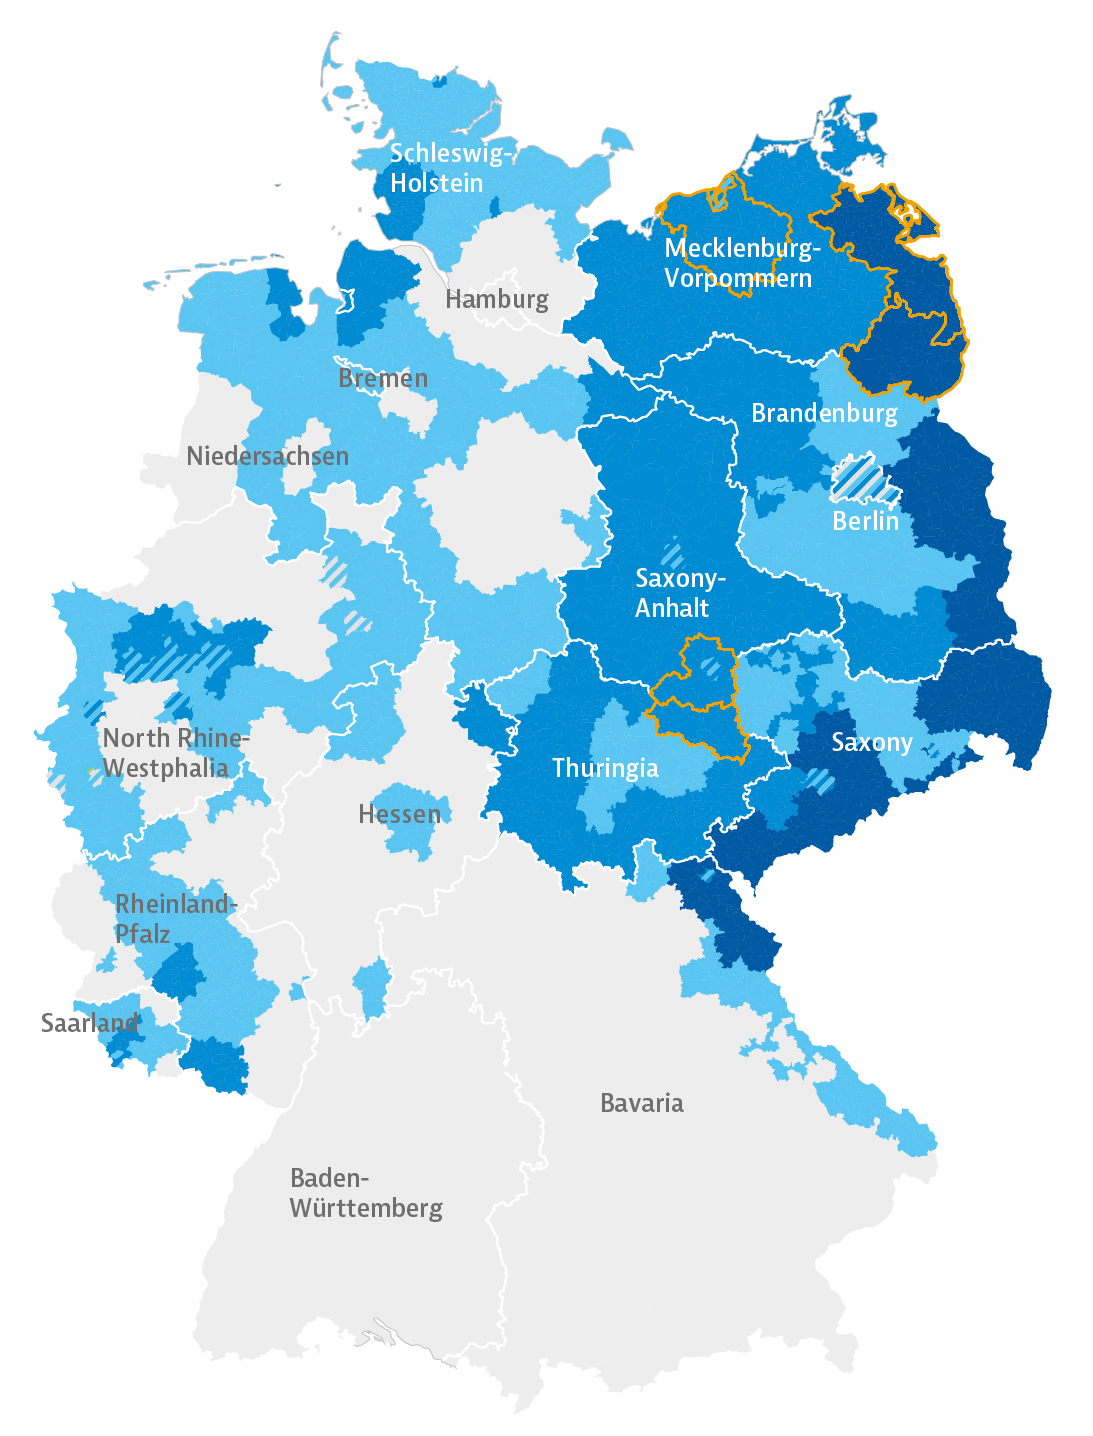 Schleswig-
Holstein
Mecklenburg-
Vorpommern
Hamburg
Bremen
Brandenburg
Niedersachsen
Berlin
Saxony-
Anhalt
North Rhine-
Westphalia
Saxony
Thuringia
Hessen
Rheinland-
Pfalz
Saarland
Bavaria
Baden-
Württemberg